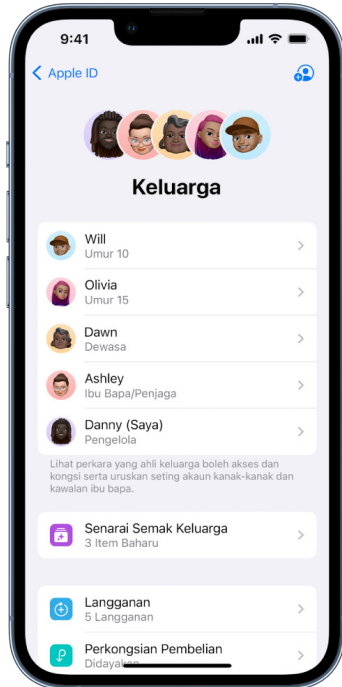 9:41
Apple ID
Keluarga
Will
Umur 10
Olivia
Umur 15
Dawn
Dewasa
Ashley
Ibu Bapa/Penjaga
Danny (Saya)
Pengelola
Lihat perkara yang ahli keluarga boleh akses dan
kongsi serta uruskan seting akaun kanak-kanak dan
kawalan ibu bapa.
Senarai Semak Keluarga
3 Item Baharu
Langganan
5 Langganan
Perkongsian Pembelian
Didayakan